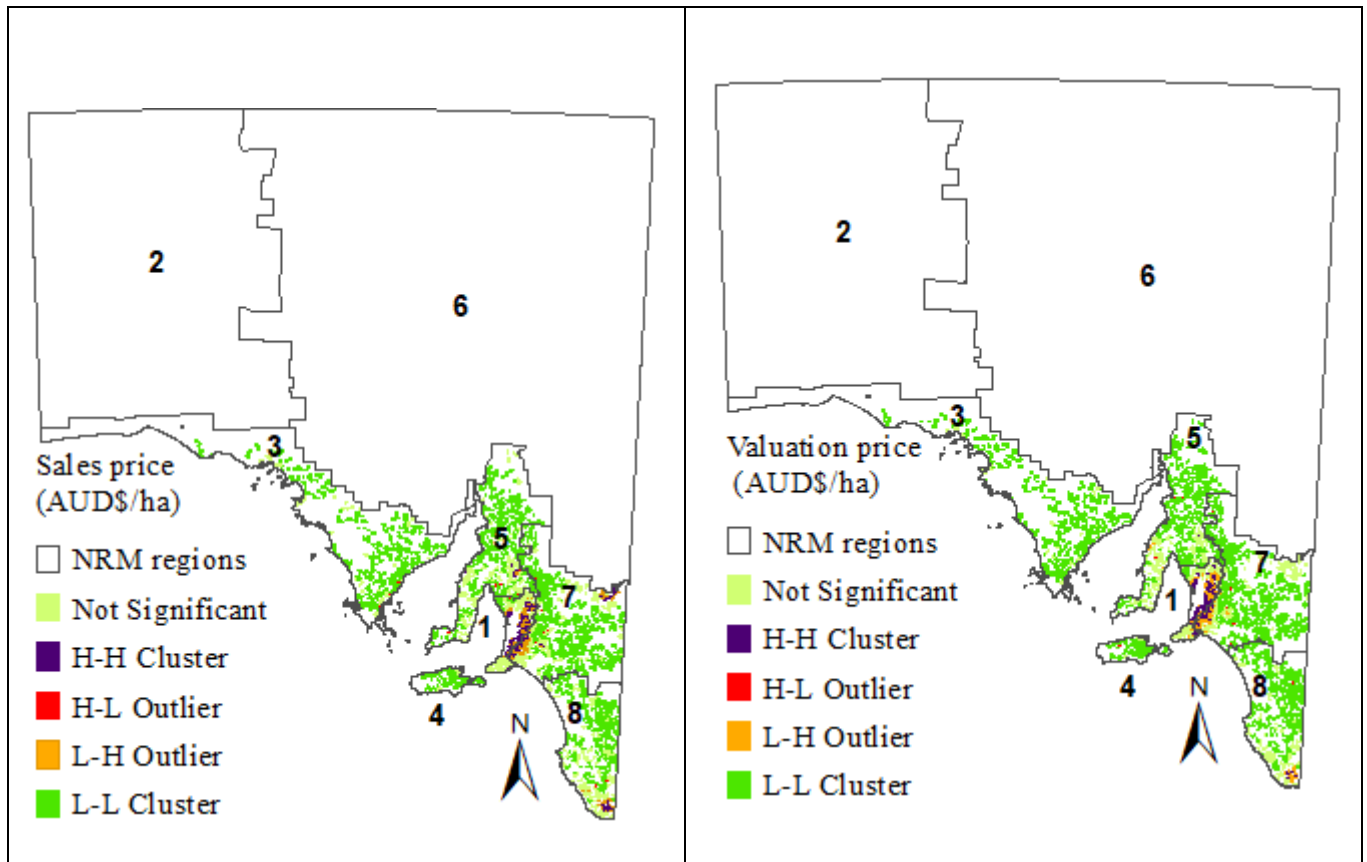 2
6
3
Sales price
(AUD$/ha)
NRM regions
Not Significant
H-H Cluster
H-L Outlier
L-H Outlier
L-L Cluster
5
7
1
4
8
N
2
6
3
Valuation price
(AUD$/ha)
NRM regions
Not Significant
H-H Cluster
H-L Outlier
L-H Outlier
L-L Cluster
5
7
1
4
8
N